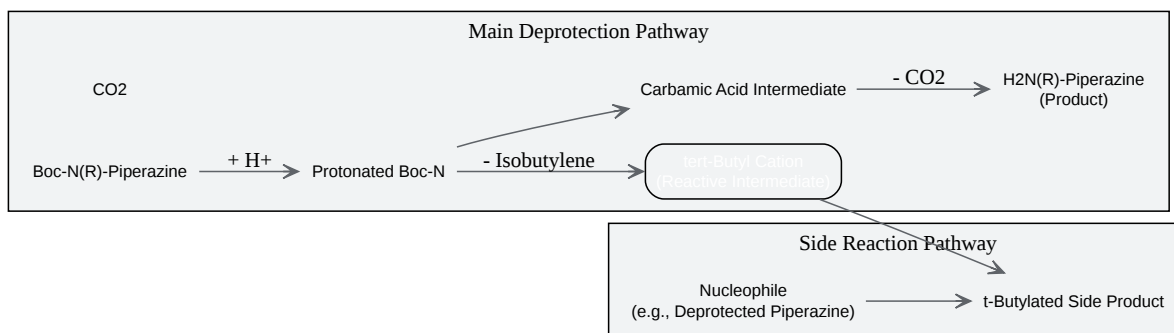 Main Deprotection Pathway
CO2
Carbamic Acid Intermediate
- CO2
H2N(R)-Piperazine
(Product)
Boc-N(R)-Piperazine
+ H+
Protonated Boc-N
- Isobutylene
tert-Butyl Cation
(Reactive Intermediate)
Side Reaction Pathway
Nucleophile
(e.g., Deprotected Piperazine)
t-Butylated Side Product